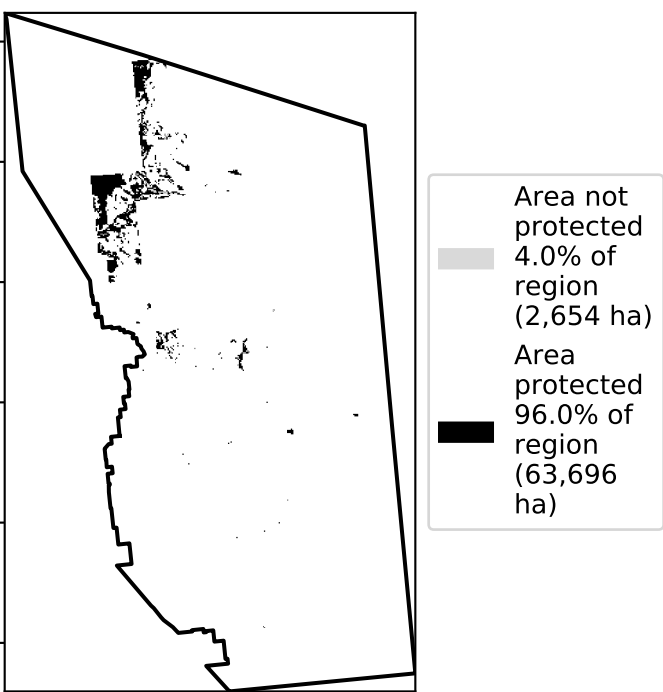 Area not
protected
4.0% of
region
(2,654 ha)
Area
protected
96.0% of
region
(63,696
ha)